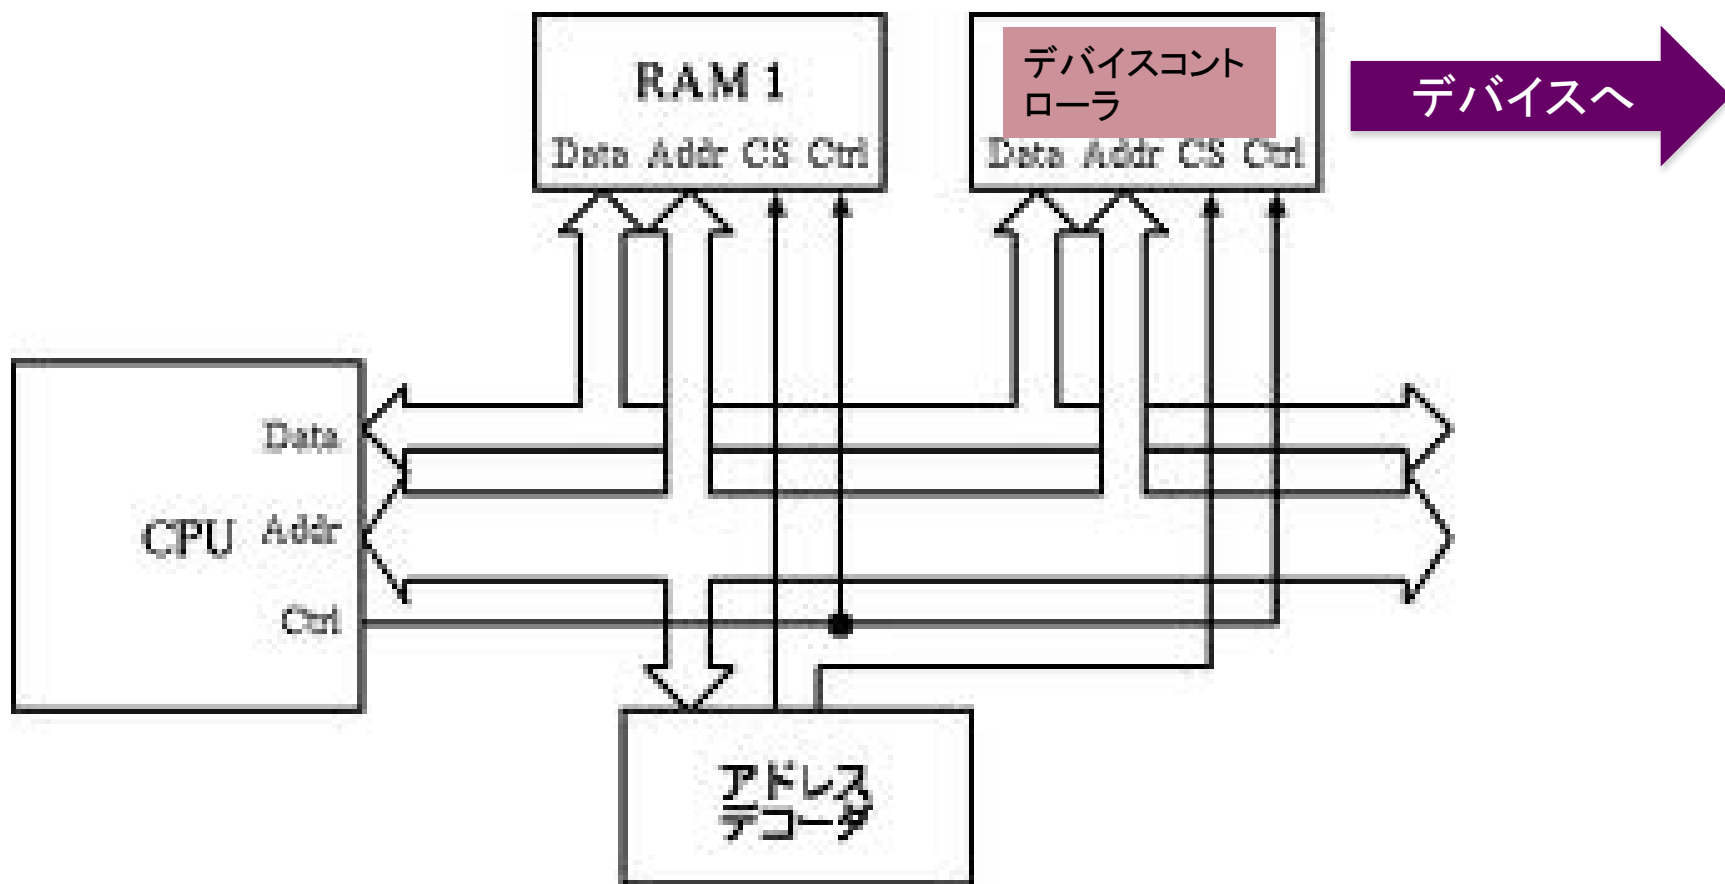 RAM 1
Data Addr CS Ctrl
デバイスコント
ローラ
Data Addr CS Ctrl
デバイスへ
Data
CPU Addr
Ctrl
アドレス
デコーダ